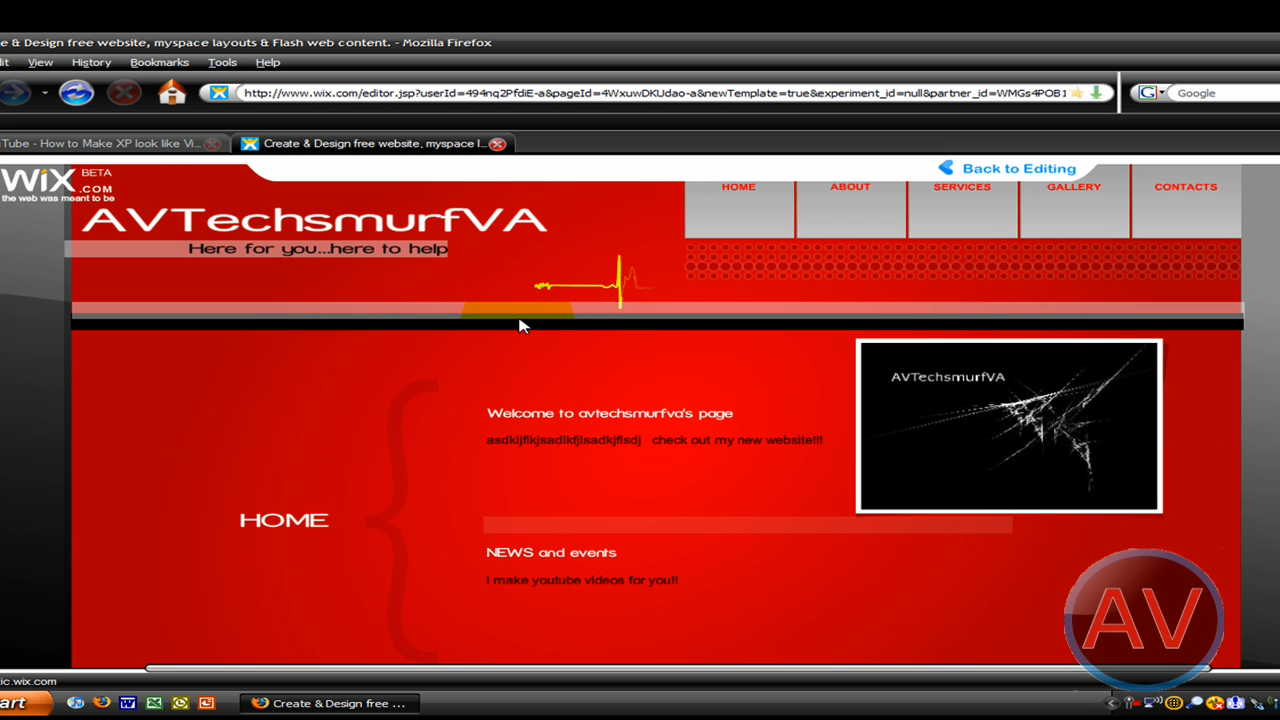 e & Design free website, myspace layouts & Flash web content. - Mozilla Firefox
dit View History Bookmarks Tools Help
http://www.wix.com/editor.jsp?userId=494nq2PfdiE-a&pageId=4WxuwDKUdao-a&newTemplate=true&experiment_id=null&partner_id=WMGs4POB1
G Google
Tube - How to Make XP look like Vi...
Create & Design free website, myspace l...
Back to Editing
WiX BETA
.COM
the web was meant to be
HOME ABOUT SERVICES GALLERY CONTACTS
AVTechsmurfVA
Here for you...here to help
AVTechsmurfVA
Welcome to avtechsmurfva's page
asdkljflkjsadlkfjlsadkjflsdj check out my new website!!!
HOME
NEWS and events
I make youtube videos for you!!
AV
tic.wix.com
art
Create & Design free ...